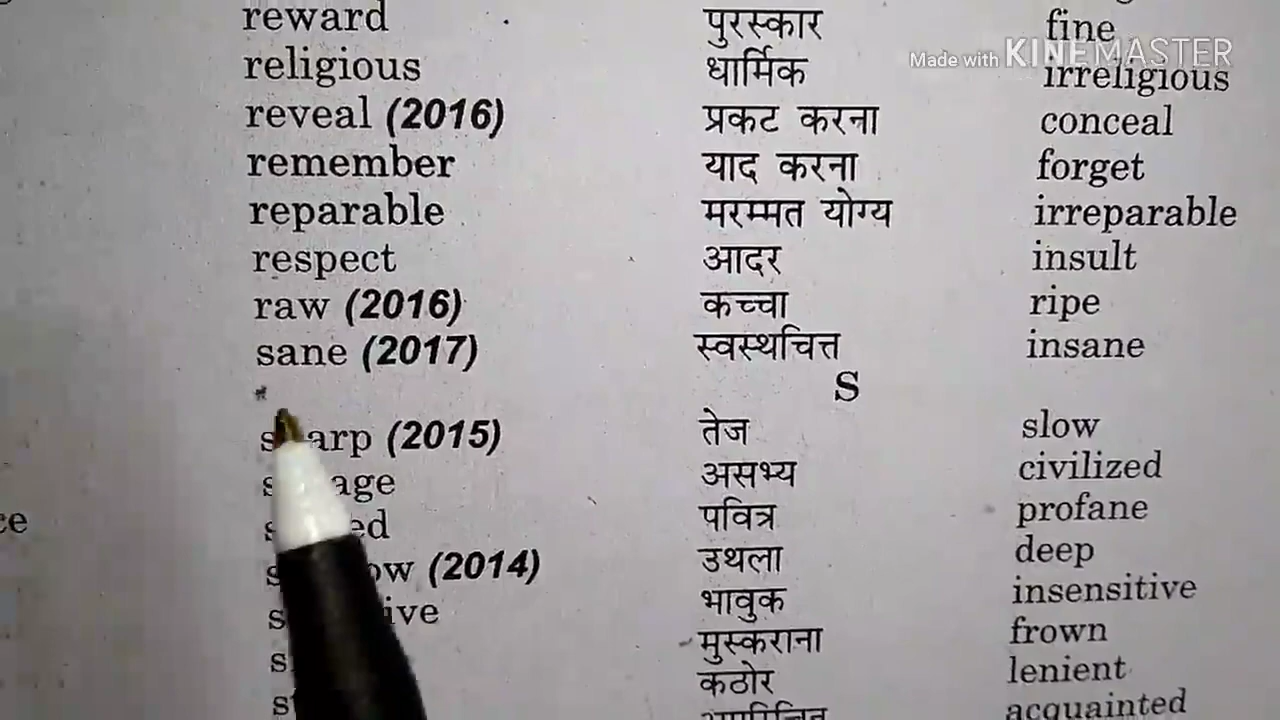 reward पुरस्कार fine
Made with KINEMASTER
religious धार्मिक irreligious
reveal (2016) प्रकट करना conceal
remember याद करना forget
reparable मरम्मत योग्य irreparable
respect आदर insult
raw (2016) कच्चा ripe
sane (2017) स्वस्थचित्त insane
S
तेज slow
(2015)
असभ्य civilized
पवित्र profane
(2014) उथला deep
भावुक insensitive
मुस्कराना frown
कठोर lenient
acquainted